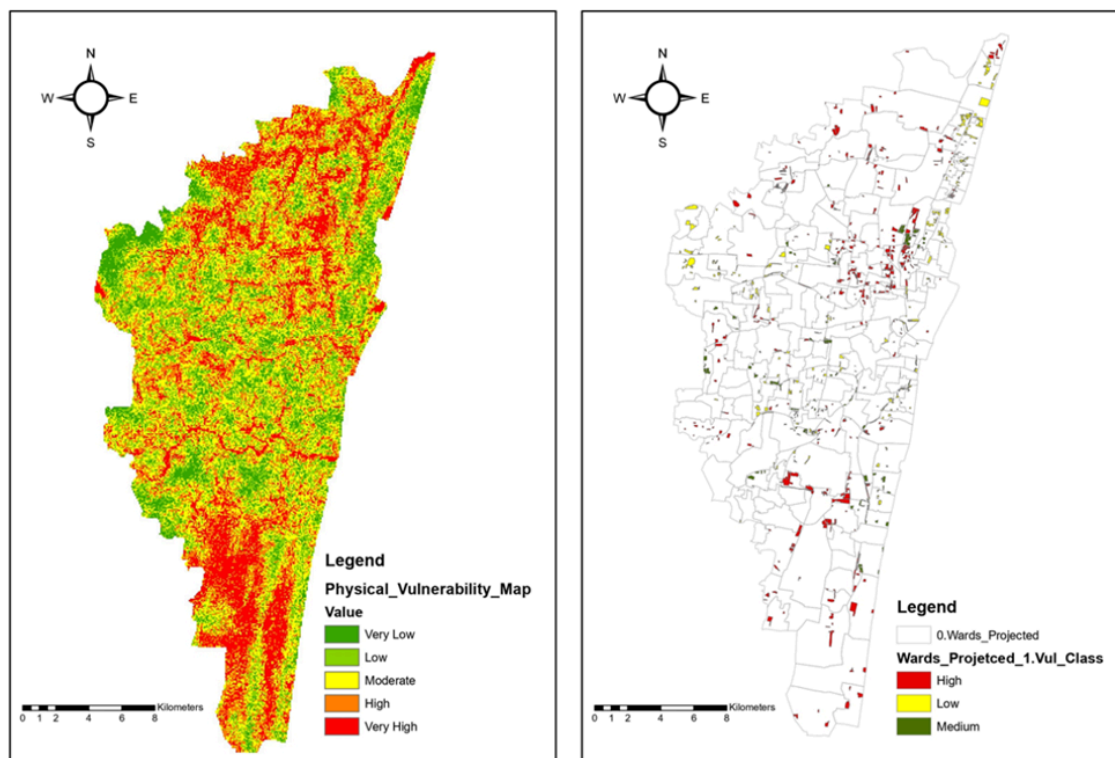 N
W E
S
Legend
Physical_Vulnerability_Map
Value
Very Low
Low
Moderate
High
Very High
Kilometers
0 1 2 4 6 8
N
W E
S
Legend
0.Wards_Projected
Wards_Projetced_1.Vul_Class
High
Low
Medium
Kilometers
0 1 2 4 6 8